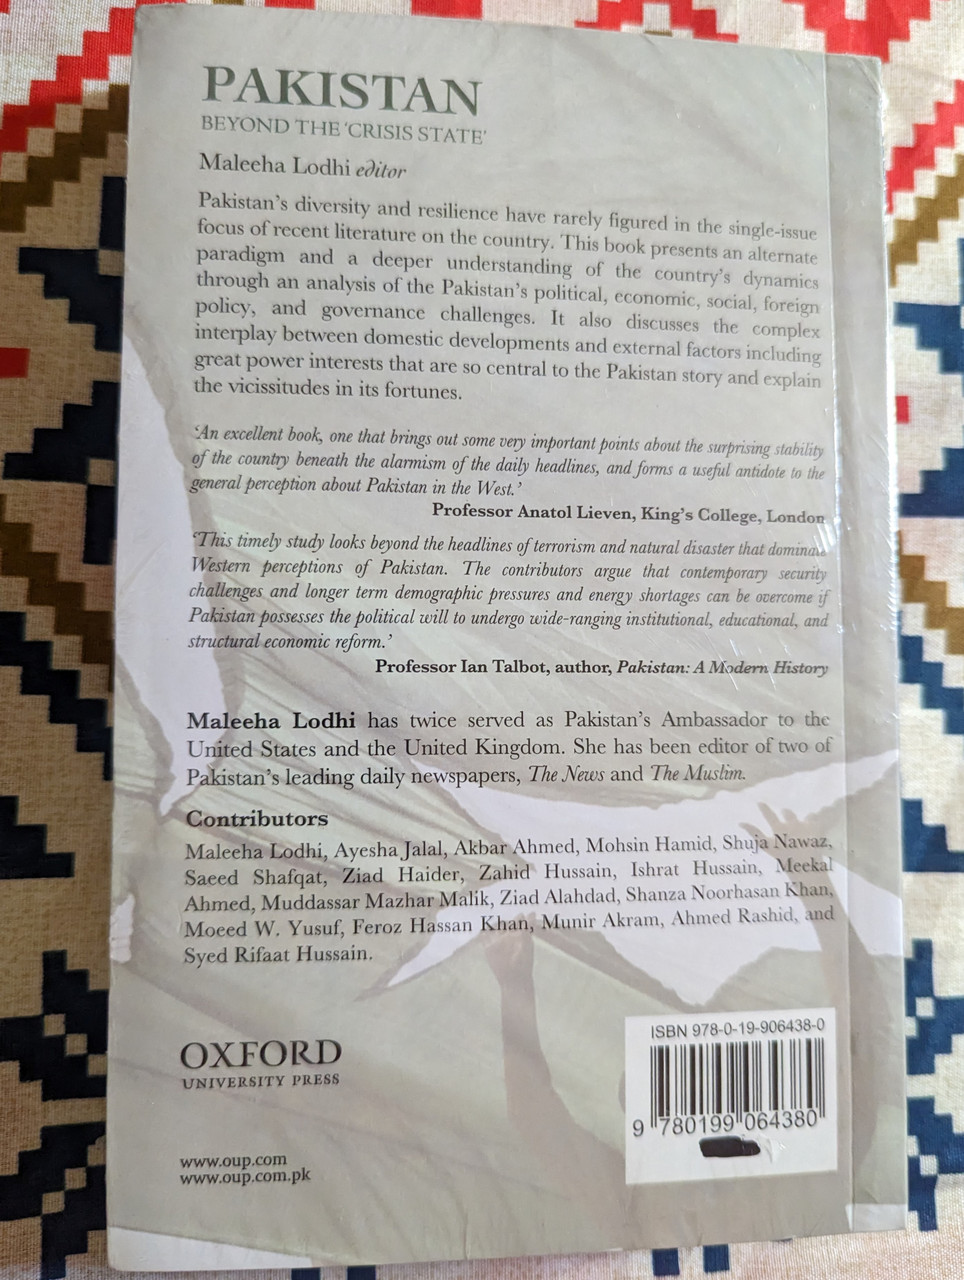 PAKISTAN
BEYOND THE 'CRISIS STATE'
Maleeha Lodhi editor
Pakistan's diversity and resilience have rarely figured in the single-issue
focus of recent literature on the country. This book presents an alternate
paradigm and a deeper understanding of the country's dynamics
through an analysis of the Pakistan's political, economic, social, foreign
policy, and governance challenges. It also discusses the complex
interplay between domestic developments and external factors including
great power interests that are so central to the Pakistan story and explain
the vicissitudes in its fortunes.
'An excellent book, one that brings out some very important points about the surprising stability
of the country beneath the alarmism of the daily headlines, and forms a useful antidote to the
general perception about Pakistan in the West.'
Professor Anatol Lieven, King's College, London
'This timely study looks beyond the headlines of terrorism and natural disaster that dominate
Western perceptions of Pakistan. The contributors argue that contemporary security
challenges and longer term demographic pressures and energy shortages can be overcome if
Pakistan possesses the political will to undergo wide-ranging institutional, educational, and
structural economic reform.'
Professor Ian Talbot, author, Pakistan: A Modern History
Maleeha Lodhi has twice served as Pakistan's Ambassador to the
United States and the United Kingdom. She has been editor of two of
Pakistan's leading daily newspapers, The News and The Muslim.
Contributors
Maleeha Lodhi, Ayesha Jalal, Akbar Ahmed, Mohsin Hamid, Shuja Nawaz,
Saeed Shafqat, Ziad Haider, Zahid Hussain, Ishrat Hussain, Meekal
Ahmed, Muddassar Mazhar Malik, Ziad Alahdad, Shanza Noorhasan Khan,
Moeed W. Yusuf, Feroz Hassan Khan, Munir Akram, Ahmed Rashid, and
Syed Rifaat Hussain.
OXFORD
UNIVERSITY PRESS
ISBN 978-0-19-906438-0
9 780199 064380
www.oup.com
www.oup.com.pk